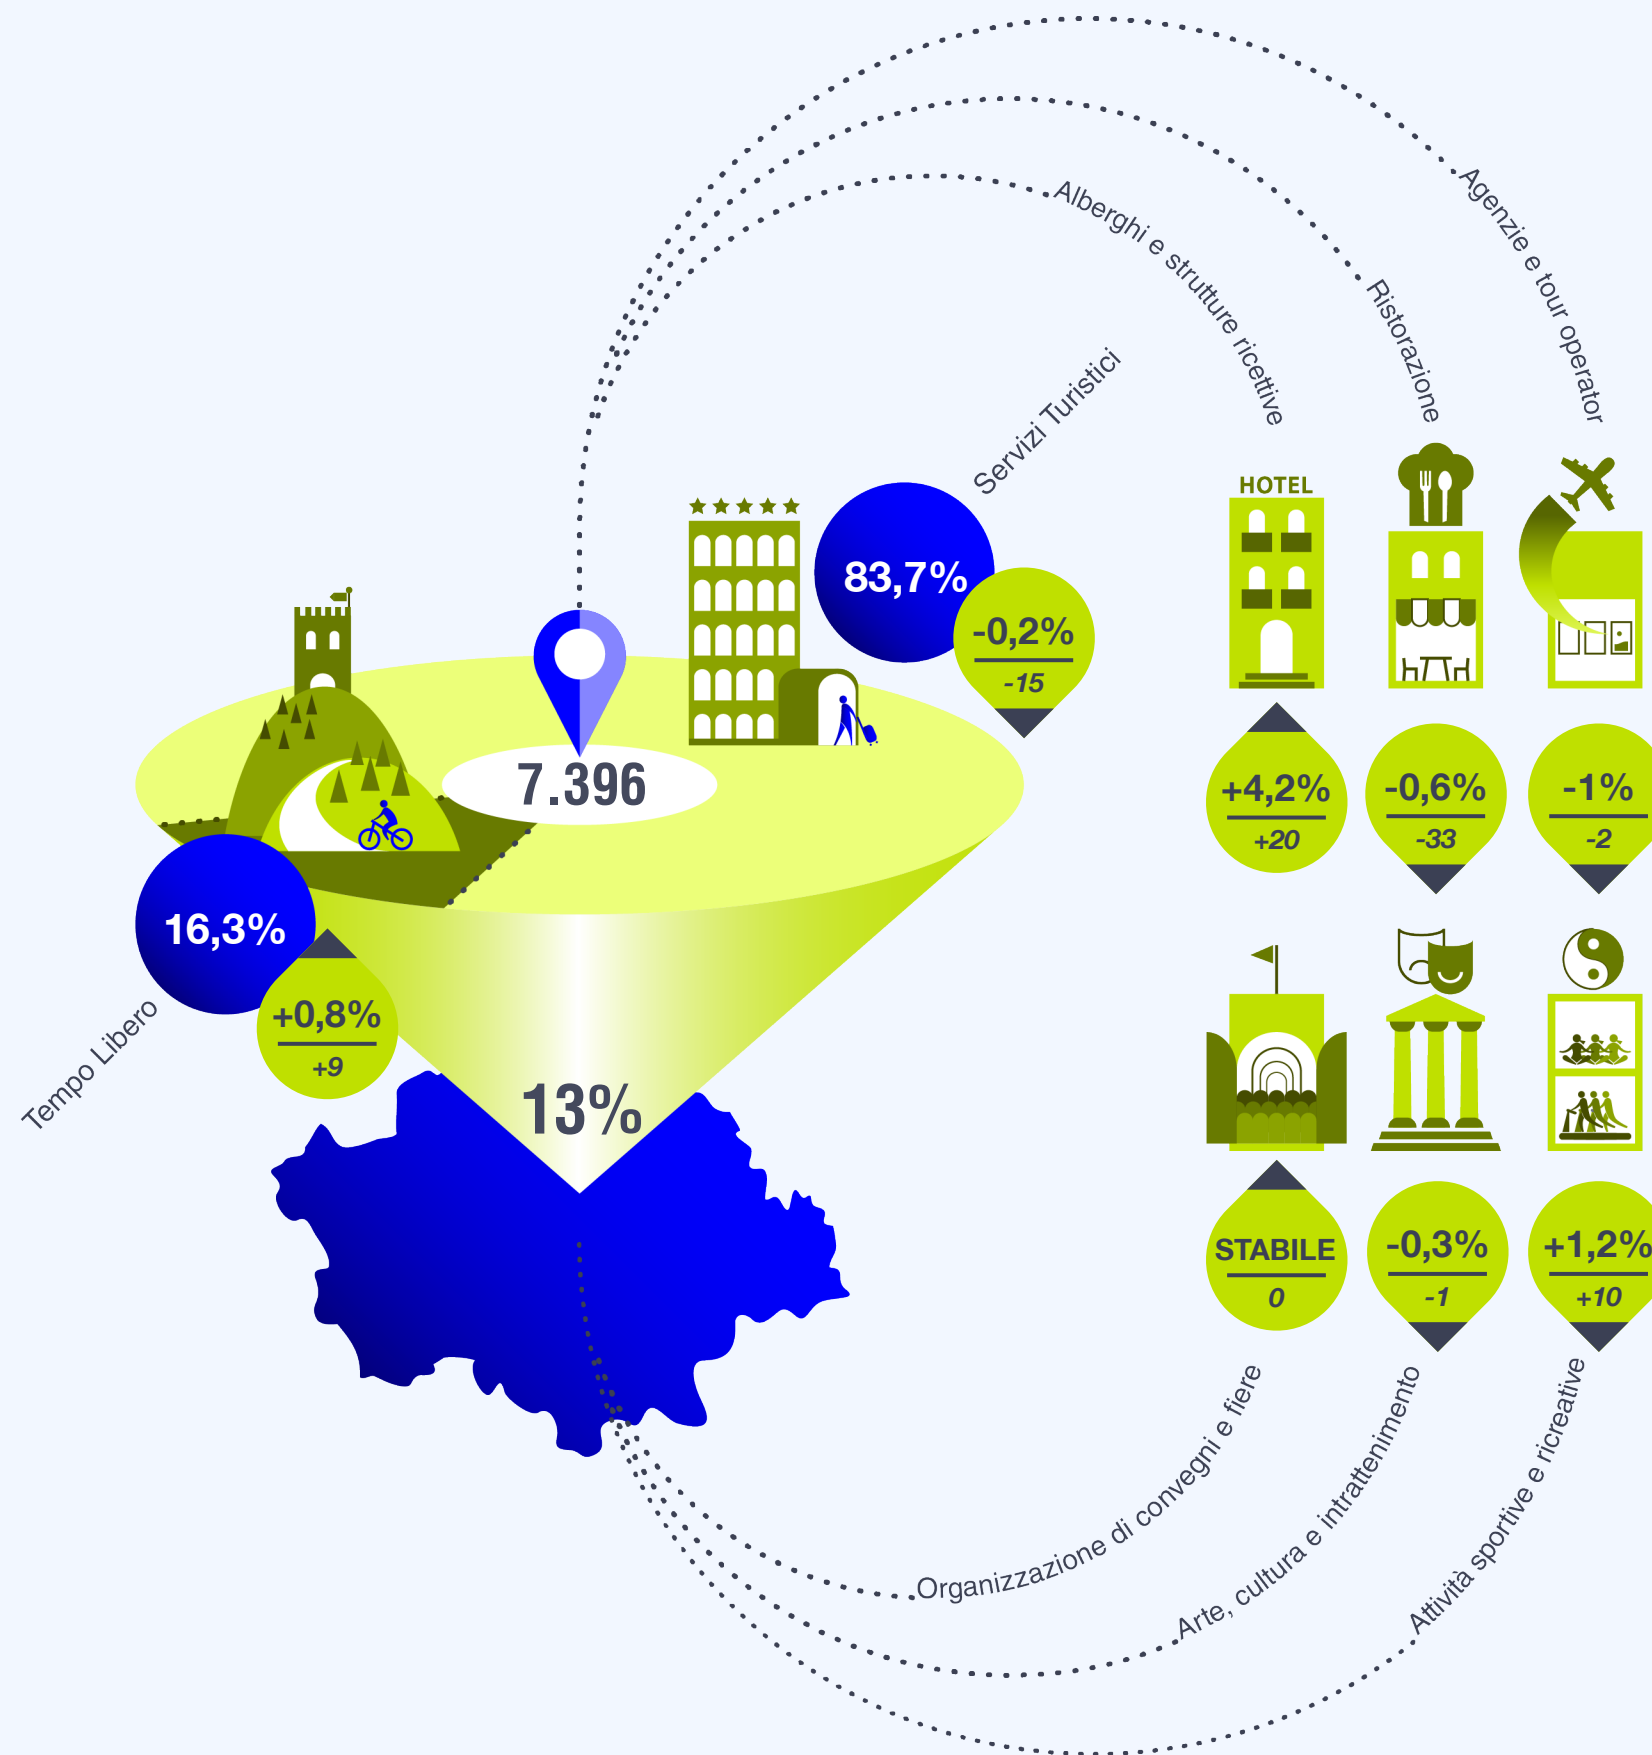 Agenzie e tour operator
Ristorazione
Alberghi e strutture ricettive
Servizi Turistici
HOTEL
83,7%
-0,2%
-15
7.396
+4,2%
+20
-0,6%
-33
-1%
-2
16,3%
+0,8%
+9
Tempo Libero
13%
STABILE
0
-0,3%
-1
+1,2%
+10
Organizzazione di convegni e fiere
Arte, cultura e intrattenimento
Attività sportive e ricreative